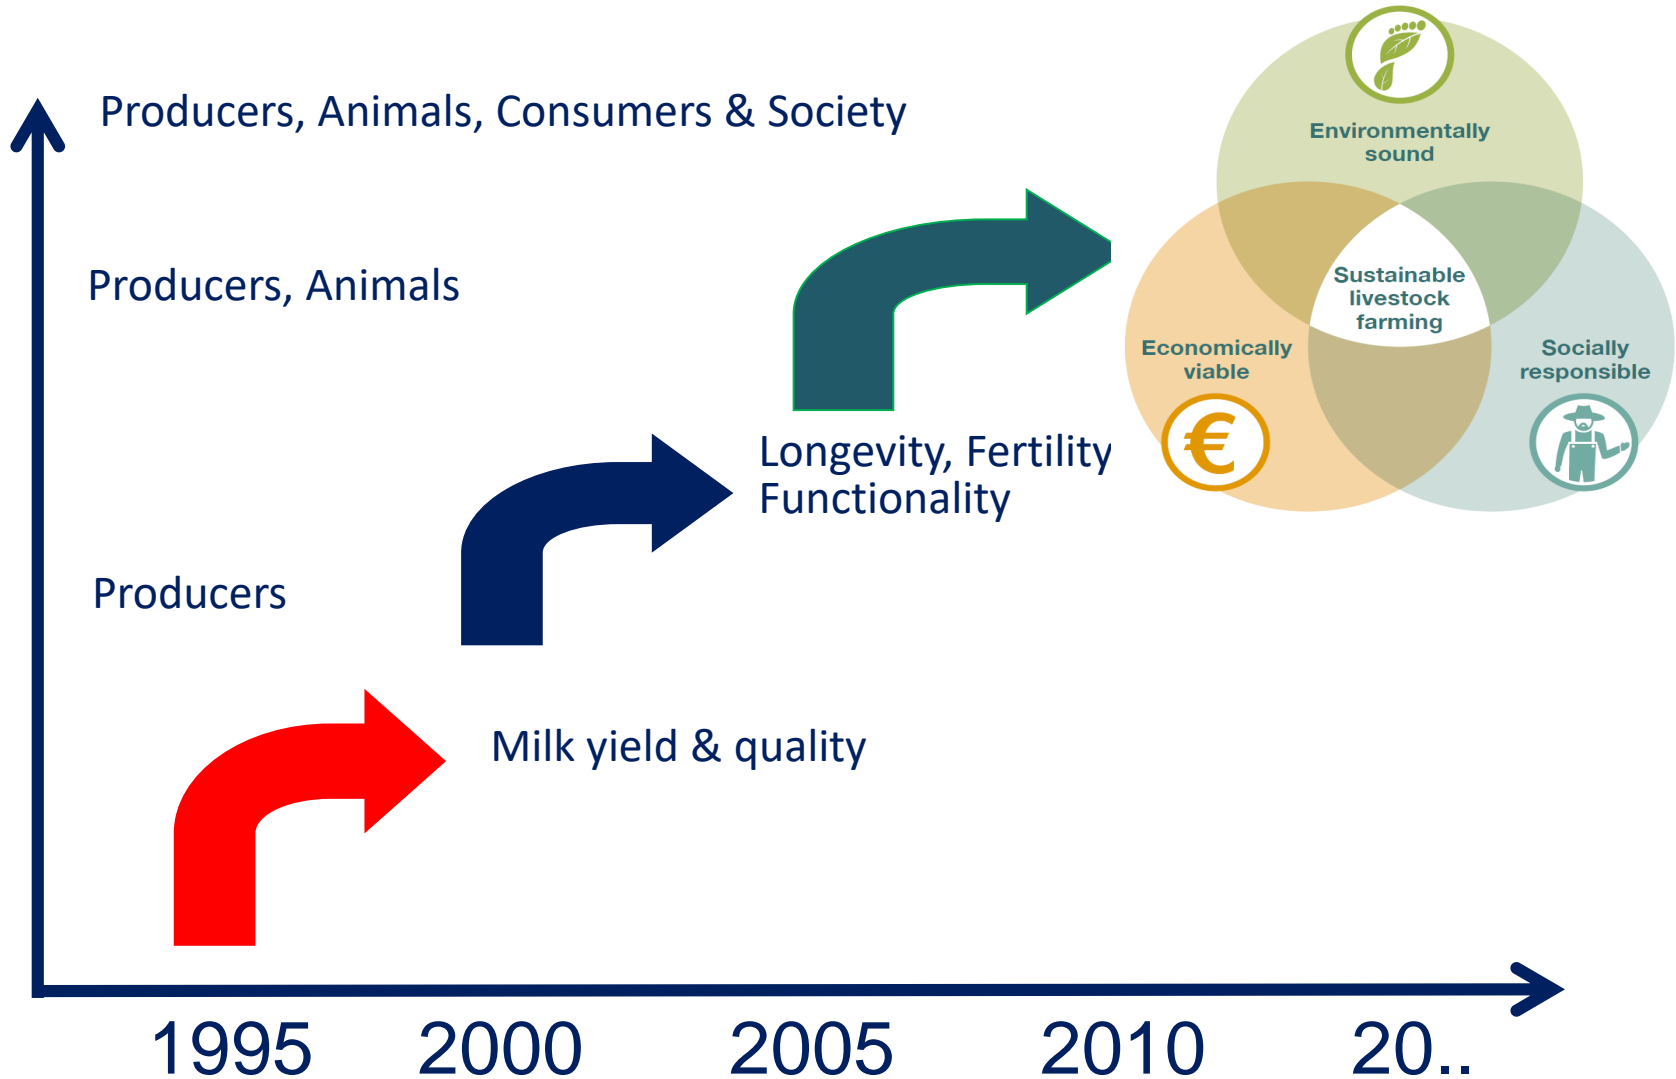 Producers, Animals, Consumers & Society
Environmentally
sound
Producers, Animals
Sustainable
livestock
farming
Economically
viable
€
Socially
responsible
Longevity, Fertility
Functionality
Producers
Milk yield & quality
1995 2000 2005 2010 20..